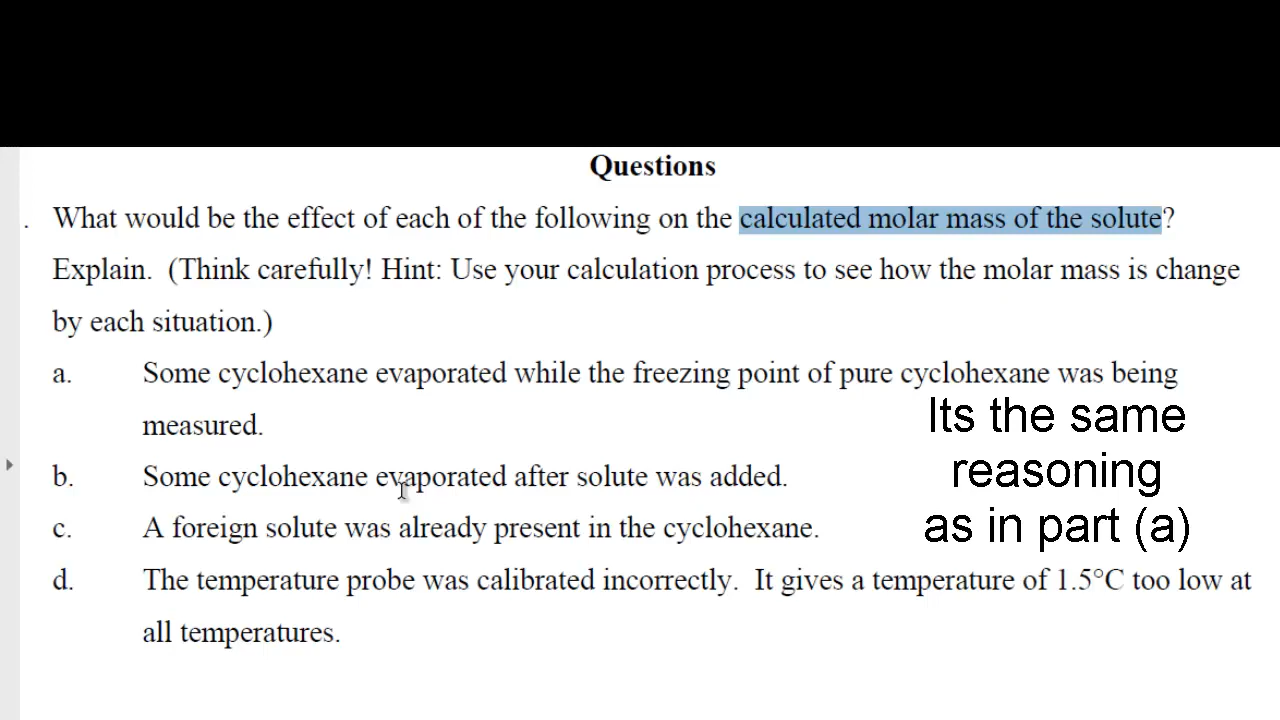 Questions
. What would be the effect of each of the following on the calculated molar mass of the solute?
Explain. (Think carefully! Hint: Use your calculation process to see how the molar mass is change
by each situation.)
a. Some cyclohexane evaporated while the freezing point of pure cyclohexane was being
measured.
b. Some cyclohexane evaporated after solute was added.
c. A foreign solute was already present in the cyclohexane.
d. The temperature probe was calibrated incorrectly. It gives a temperature of 1.5°C too low at
all temperatures.
Its the same
reasoning
as in part (a)